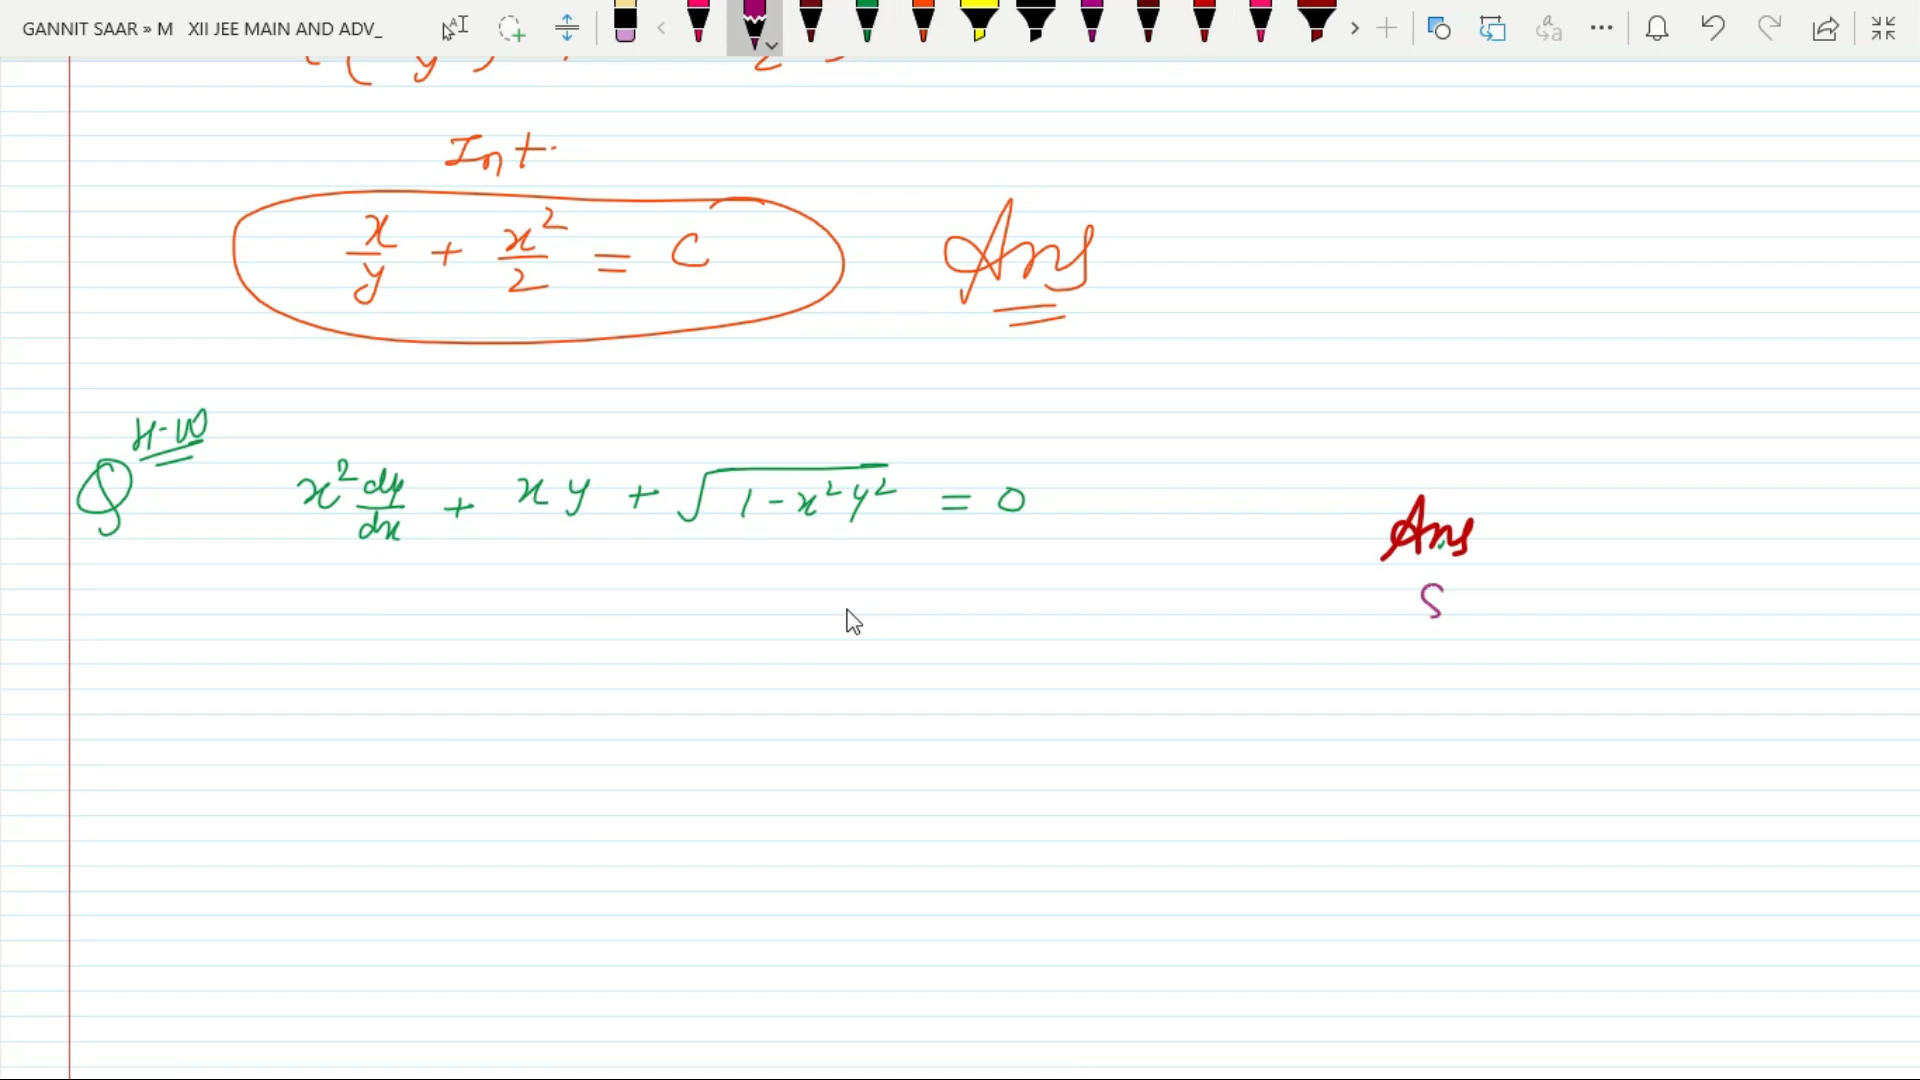 GANNIT SAAR » M XII JEE MAIN AND ADV_
Int.
x/y + x²/2 = C Ans
H-W
Q x² dy/dx + xy + √(1-x²y²) = 0
Ans
S